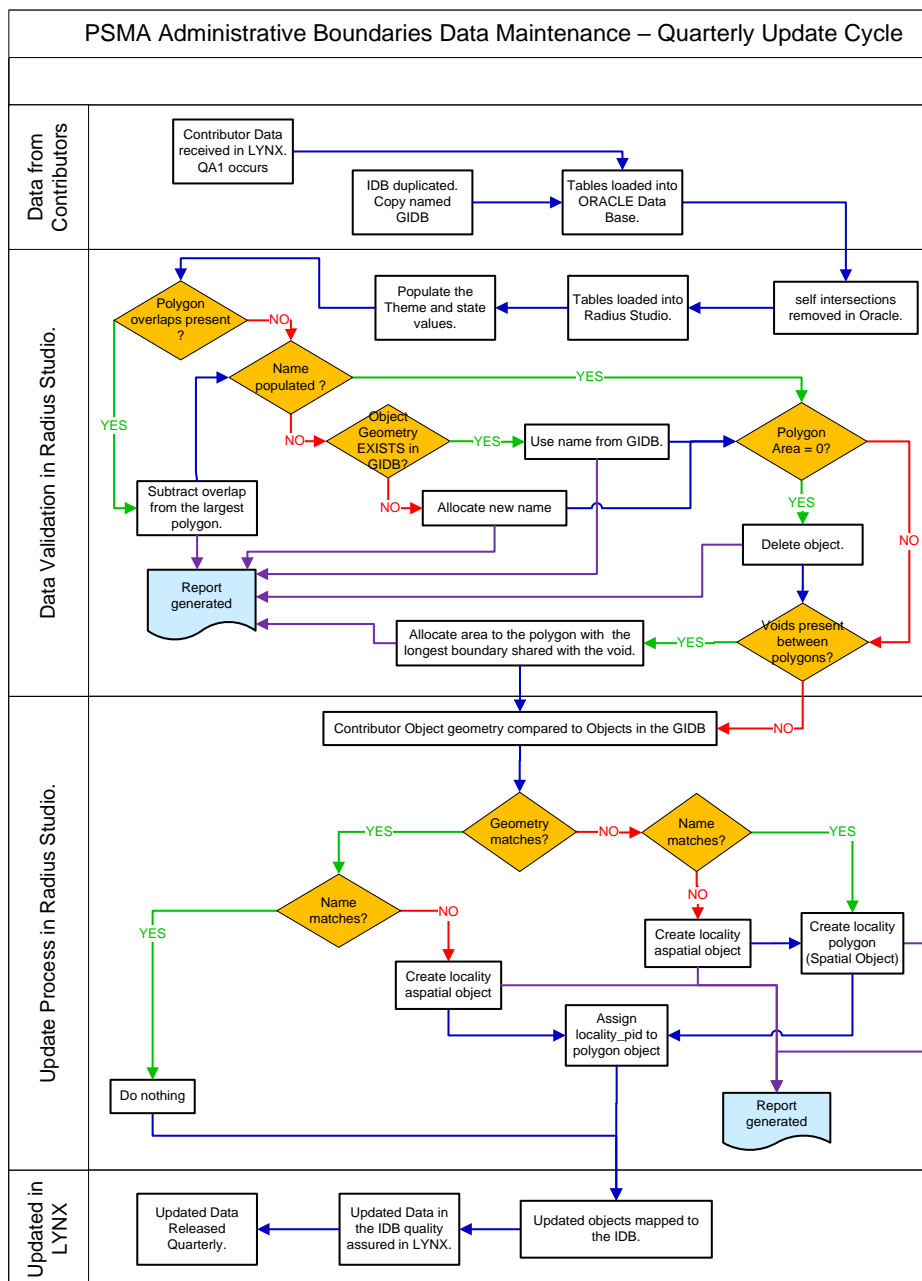 PSMA Administrative Boundaries Data Maintenance – Quarterly Update Cycle
Data from
Contributors
Contributor Data
received in LYNX.
QA1 occurs
IDB duplicated.
Copy named
GIDB
Tables loaded into
ORACLE Data
Base.
Data Validation in Radius Studio.
Polygon
overlaps present
?
Populate the
Theme and state
values.
Tables loaded into
Radius Studio.
self intersections
removed in Oracle.
NO
Name
populated ?
YES
YES
NO
Object
Geometry
EXISTS in
GIDB?
YES
Use name from GIDB.
Polygon
Area = 0?
NO
Subtract overlap
from the largest
polygon.
NO
Allocate new name
YES
NO
Delete object.
Report
generated
Allocate area to the polygon with the
longest boundary shared with the void.
YES
Voids present
between
polygons?
Update Process in Radius Studio.
Contributor Object geometry compared to Objects in the GIDB
NO
Geometry
matches?
YES
NO
Name
matches?
YES
Name
matches?
NO
NO
YES
Create locality
aspatial object
Create locality
polygon
(Spatial Object)
Create locality
aspatial object
Assign
locality_pid to
polygon object
Do nothing
Report
generated
Updated in
LYNX
Updated Data
Released
Quarterly.
Updated Data in
the IDB quality
assured in LYNX.
Updated objects mapped to
the IDB.